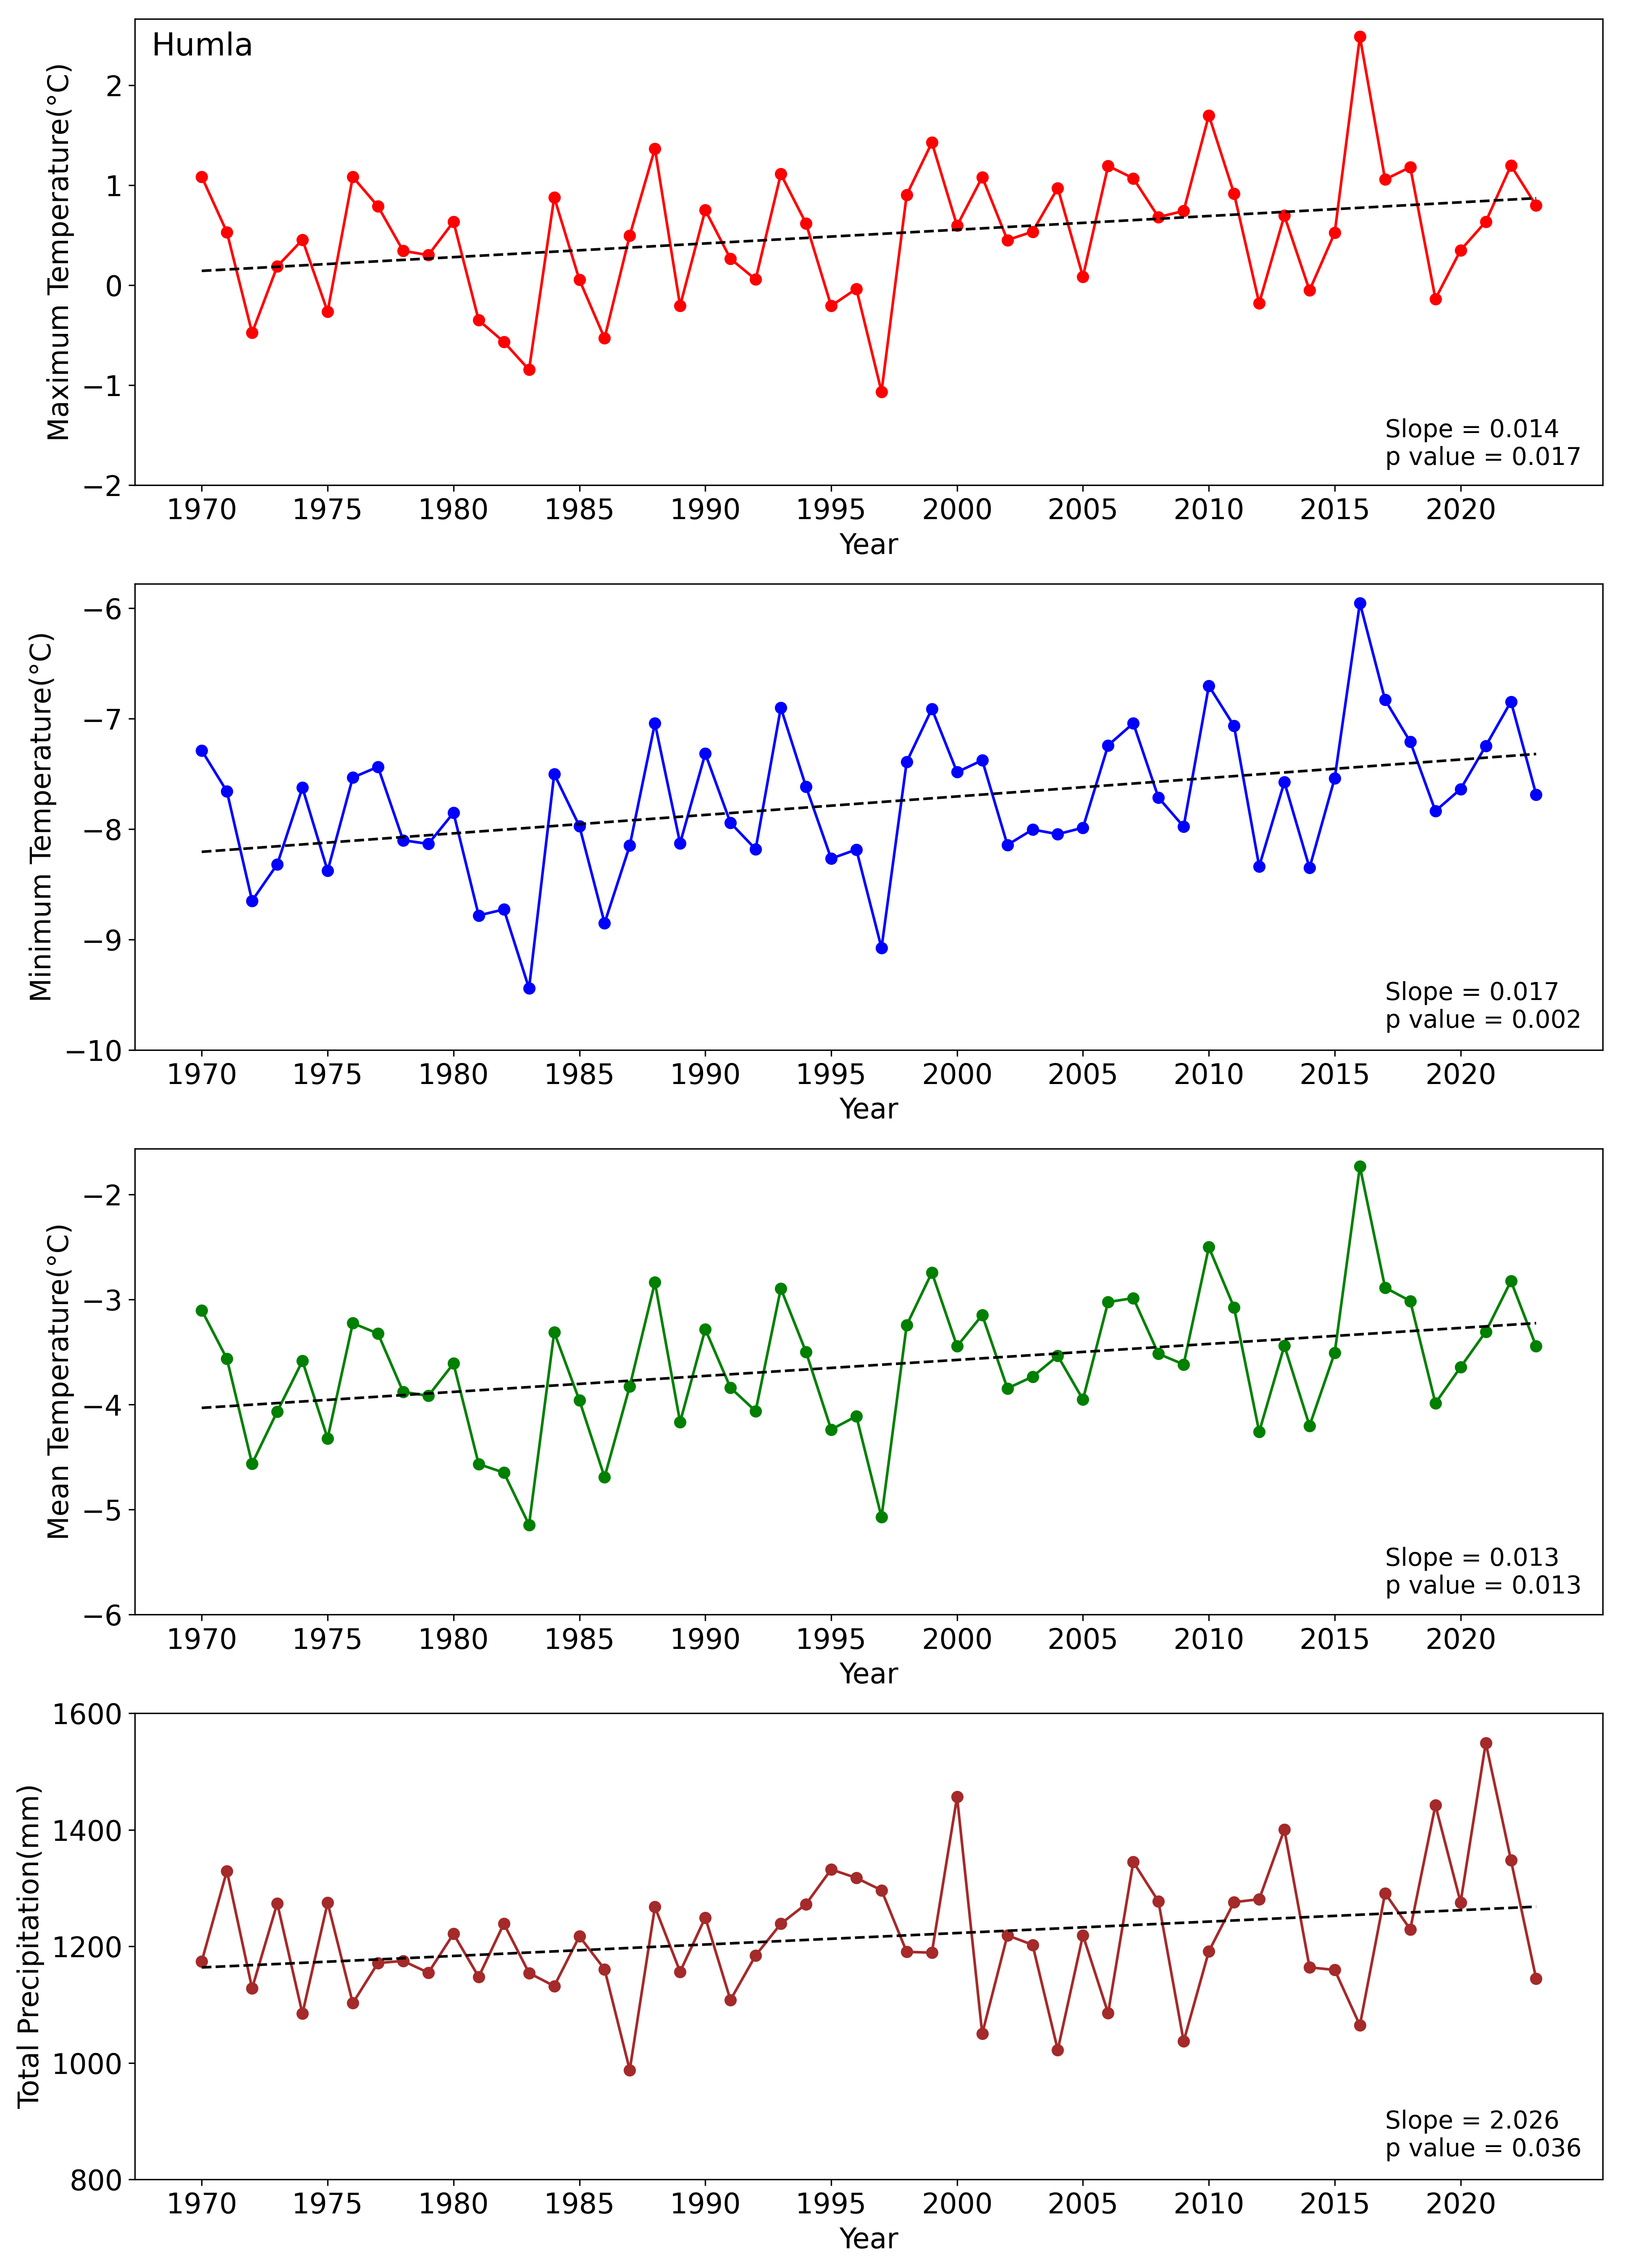 Humla
Maximum Temperature(°C)
2
1
0
−1
−2
Slope = 0.014
p value = 0.017
1970 1975 1980 1985 1990 1995 2000 2005 2010 2015 2020
Year
Minimum Temperature(°C)
−6
−7
−8
−9
−10
Slope = 0.017
p value = 0.002
1970 1975 1980 1985 1990 1995 2000 2005 2010 2015 2020
Year
Mean Temperature(°C)
−2
−3
−4
−5
−6
Slope = 0.013
p value = 0.013
1970 1975 1980 1985 1990 1995 2000 2005 2010 2015 2020
Year
Total Precipitation(mm)
1600
1400
1200
1000
800
Slope = 2.026
p value = 0.036
1970 1975 1980 1985 1990 1995 2000 2005 2010 2015 2020
Year